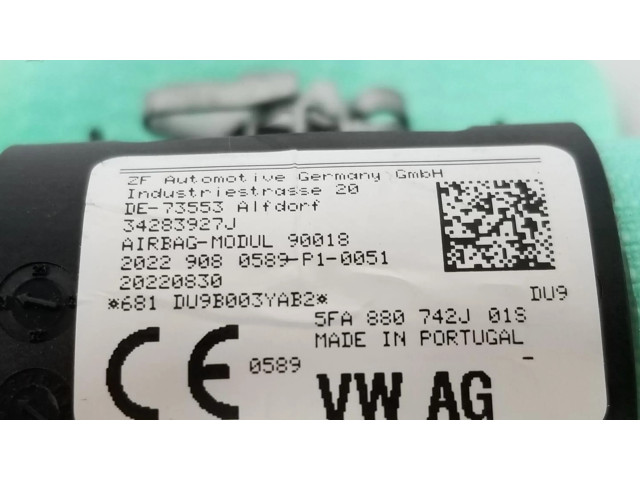 ZF Automotive Germany GmbH
Industriestrasse 20
DE-73553 Alfdorf
34283927J
AIRBAG-MODUL 90018
2022 908 0589-P1-0051
20220830
*681 DU9B003YAB2*
DU9
5FA 880 742J 01S
MADE IN PORTUGAL
CE 0589
VW AG